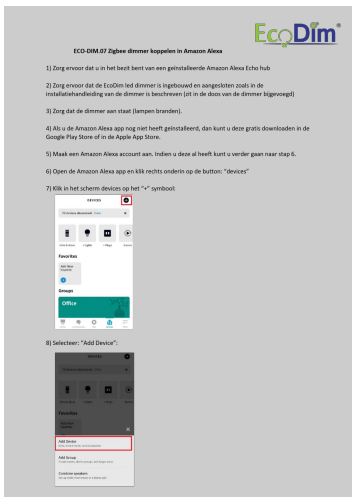 EcoDim®
ECO-DIM.07 Zigbee dimmer koppelen in Amazon Alexa
1) Zorg ervoor dat u in het bezit bent van een geïnstalleerde Amazon Alexa Echo hub
2) Zorg ervoor dat de EcoDim led dimmer is ingebouwd en aangesloten zoals in de
installatiehandleiding van de dimmer is beschreven (zit in de doos van de dimmer bijgevoegd)
3) Zorg dat de dimmer aan staat (lampen branden).
4) Als u de Amazon Alexa app nog niet heeft geïnstalleerd, dan kunt u deze gratis downloaden in de
Google Play Store of in de Apple App Store.
5) Maak een Amazon Alexa account aan. Indien u deze al heeft kunt u verder gaan naar stap 6.
6) Open de Amazon Alexa app en klik rechts onderin op de button: "devices"
7) Klik in het scherm devices op het "+" symbool:
DEVICES
Favorites
Groups
Office
8) Selecteer: "Add Device":
DEVICES
Favorites
Add Device
Add Group
Combine speakers